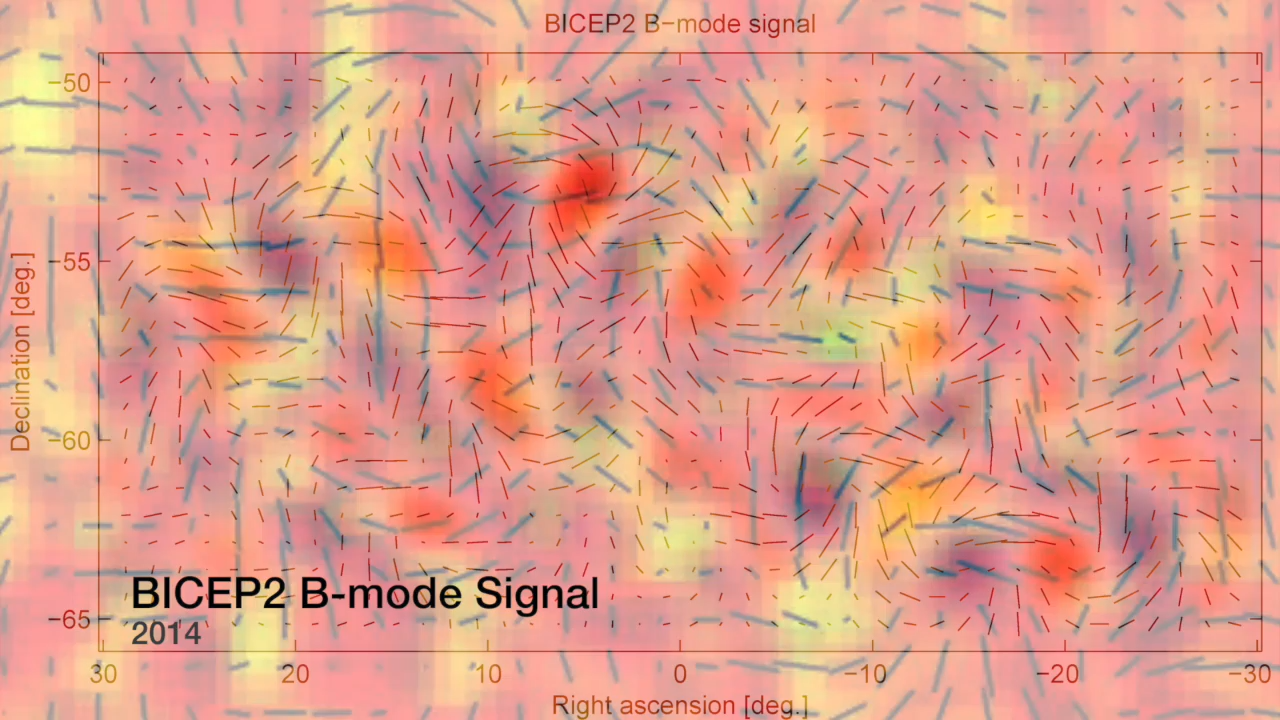 BICEP2 B−mode signal
−50
−55
−60
−65
Declination [deg.]
BICEP2 B-mode Signal
2014
30 20 10 0 −10 −20 −30
Right ascension [deg.]